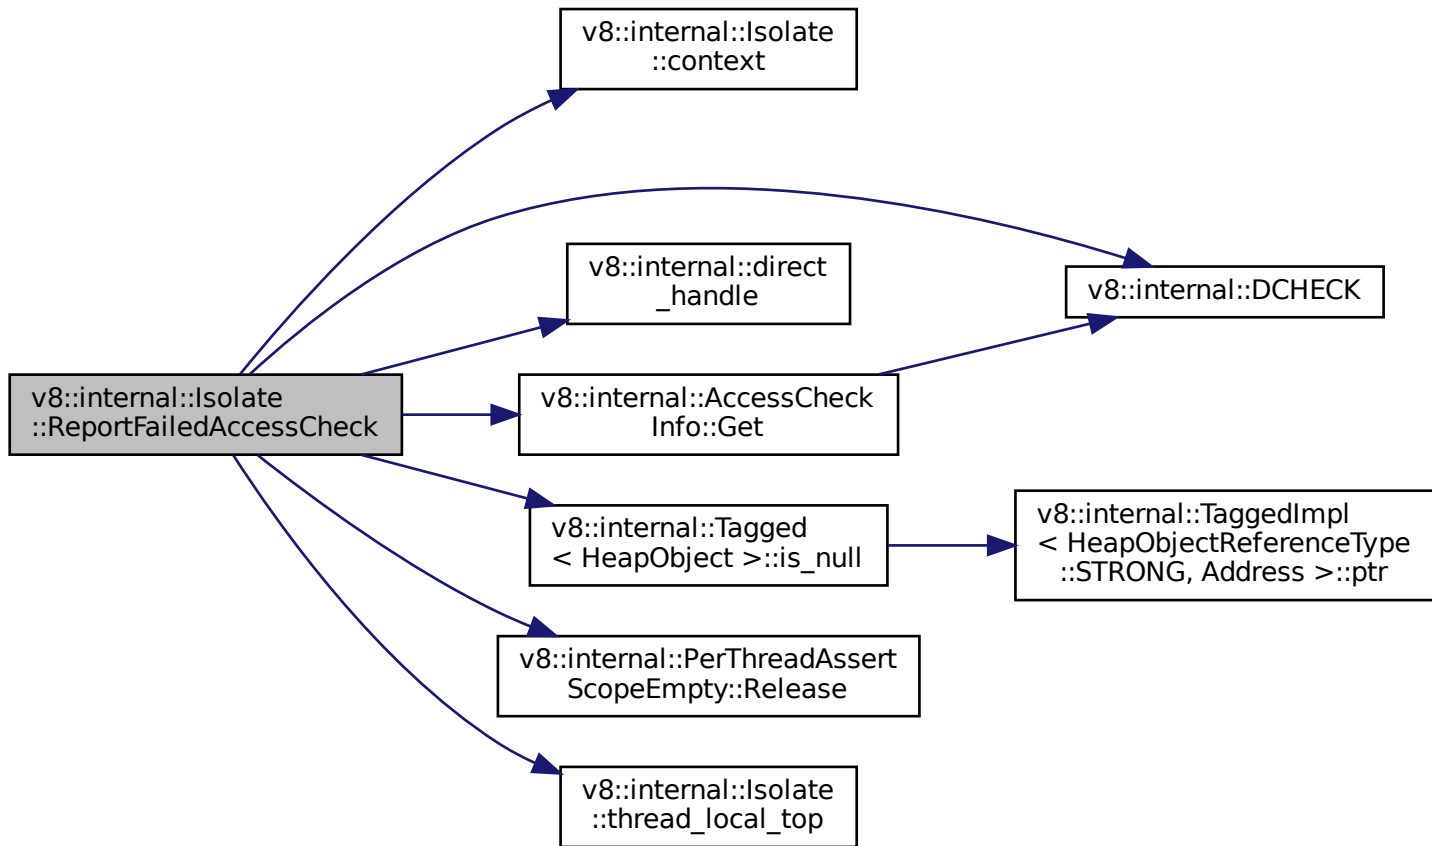 v8::internal::Isolate
::context
v8::internal::direct
_handle
v8::internal::DCHECK
v8::internal::Isolate
::ReportFailedAccessCheck
v8::internal::AccessCheck
Info::Get
v8::internal::Tagged
< HeapObject >::is_null
v8::internal::TaggedImpl
< HeapObjectReferenceType
::STRONG, Address >::ptr
v8::internal::PerThreadAssert
ScopeEmpty::Release
v8::internal::Isolate
::thread_local_top